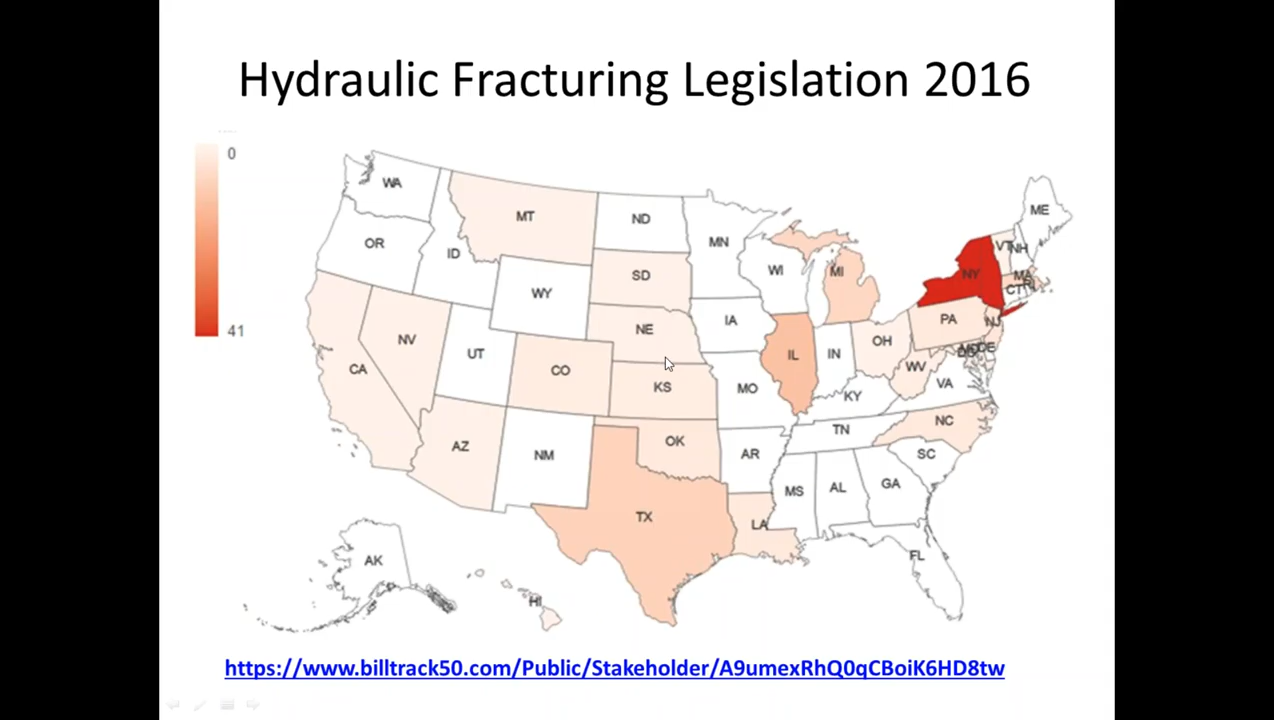 Hydraulic Fracturing Legislation 2016
0
41
WA
MT
ND
ME
OR
ID
MN
VT
NH
WI
MI
NY
MA
SD
WY
CT
RI
IA
PA
NJ
NE
NV
UT
OH
IL
IN
MD
DE
DC
CA
CO
KS
MO
WV
VA
KY
NC
AZ
NM
OK
TN
AR
SC
MS
AL
GA
TX
LA
FL
AK
HI
https://www.billtrack50.com/Public/Stakeholder/A9umexRhQ0qCBoiK6HD8tw